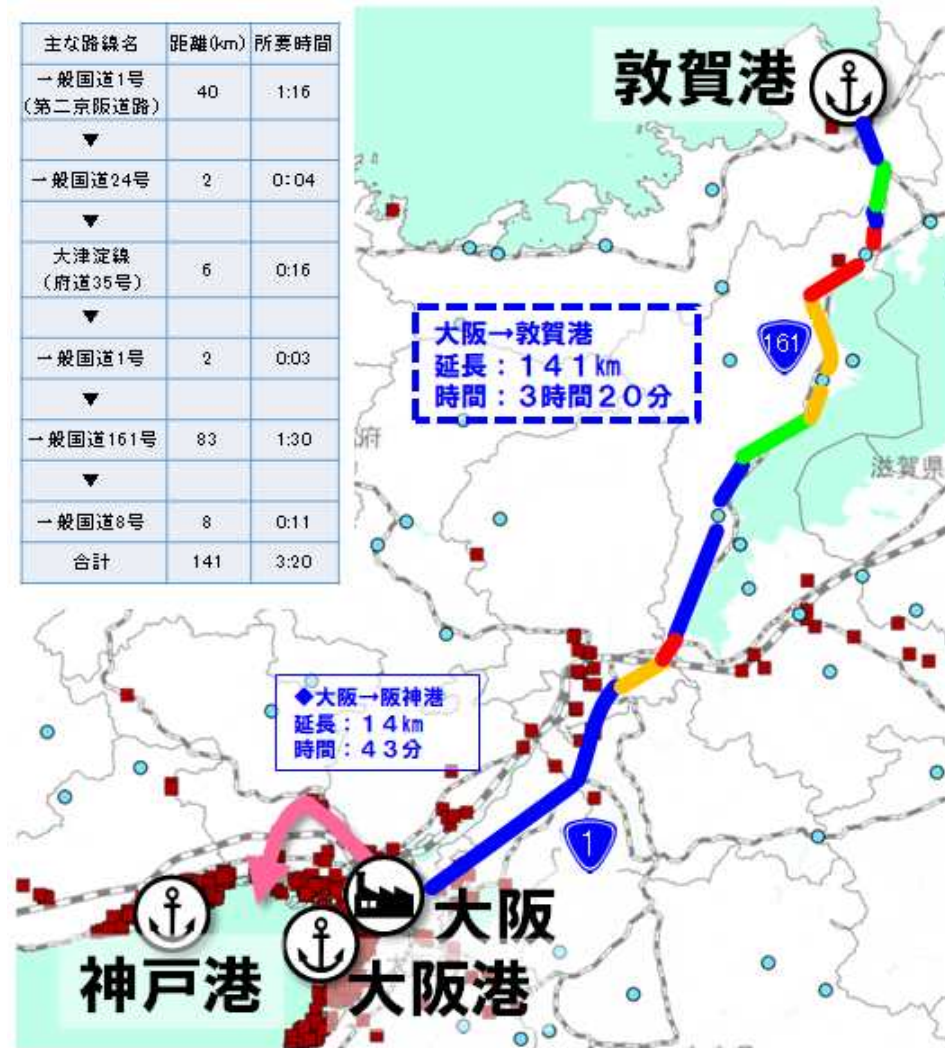 主な路線名 距離(km) 所要時間
一般国道1号
(第二京阪道路) 40 1:16
▼
一般国道24号 2 0:04
▼
大津淀線
(府道35号) 6 0:16
▼
一般国道1号 2 0:03
▼
一般国道161号 83 1:30
▼
一般国道8号 8 0:11
合計 141 3:20
敦賀港
大阪→敦賀港
延長：141㎞
時間：3時間20分
161
府
滋賀県
◆大阪→阪神港
延長：14㎞
時間：43分
1
大阪
神戸港
大阪港